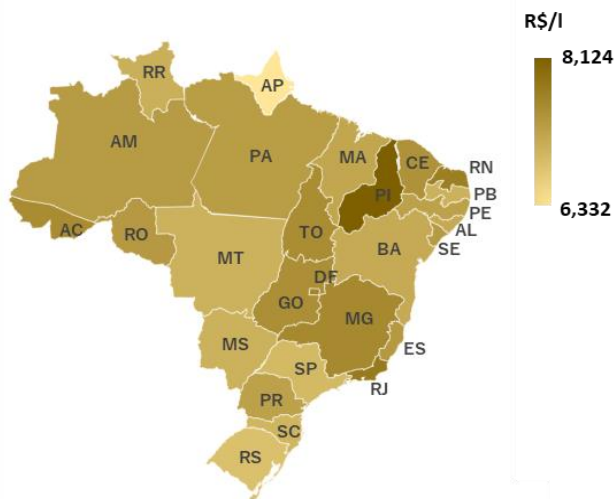 R$/l
8,124
6,332
RR
AP
AM
PA
MA
CE
RN
PI
PB
PE
AL
SE
AC
RO
TO
MT
BA
DF
GO
MG
ES
MS
SP
RJ
PR
SC
RS